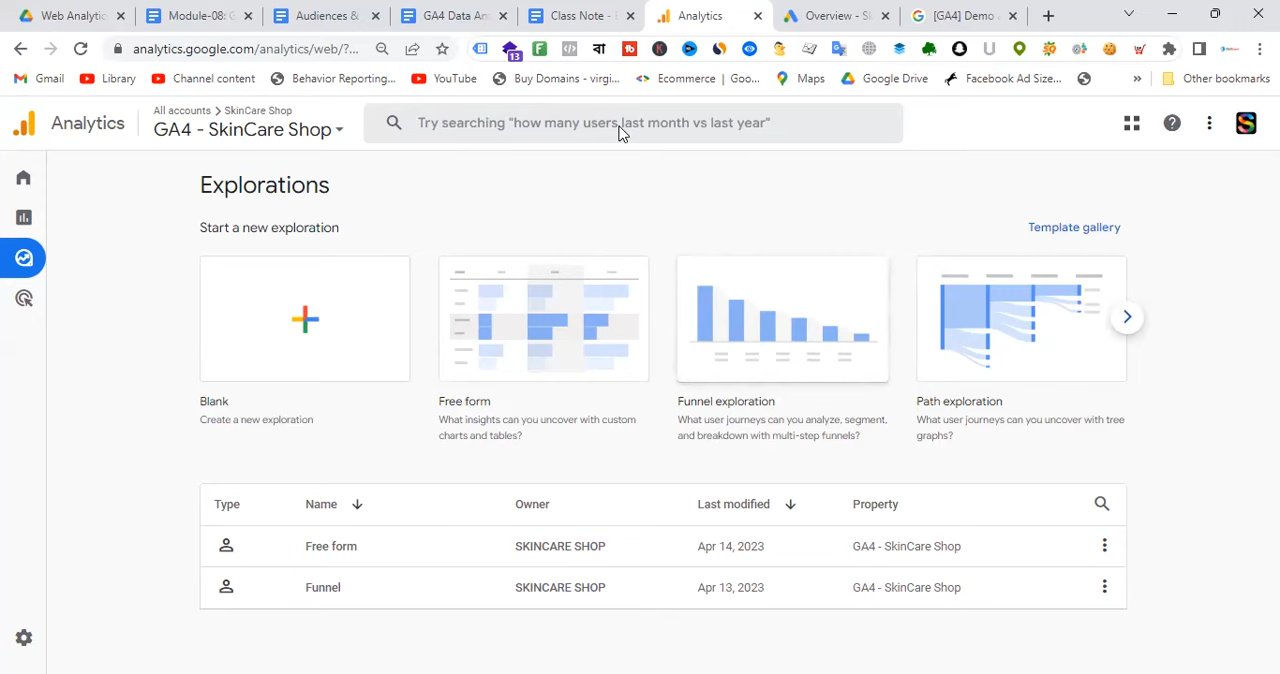 Web Analytic
Module-08: G
Audiences &
GA4 Data An
Class Note -
Analytics
Overview - S
[GA4] Demo
analytics.google.com/analytics/web/?...
13
বা
Gmail
Library
Channel content
Behavior Reporting...
YouTube
Buy Domains - virgi...
Ecommerce | Goo...
Maps
Google Drive
Facebook Ad Size...
»
Other bookmarks
Analytics
All accounts > SkinCare Shop
GA4 - SkinCare Shop
Try searching "how many users last month vs last year"
Explorations
Start a new exploration
Template gallery
Blank
Create a new exploration
Free form
What insights can you uncover with custom
charts and tables?
Funnel exploration
What user journeys can you analyze, segment,
and breakdown with multi-step funnels?
Path exploration
What user journeys can you uncover with tree
graphs?
Type Name Owner Last modified Property
Free form SKINCARE SHOP Apr 14, 2023 GA4 - SkinCare Shop
Funnel SKINCARE SHOP Apr 13, 2023 GA4 - SkinCare Shop